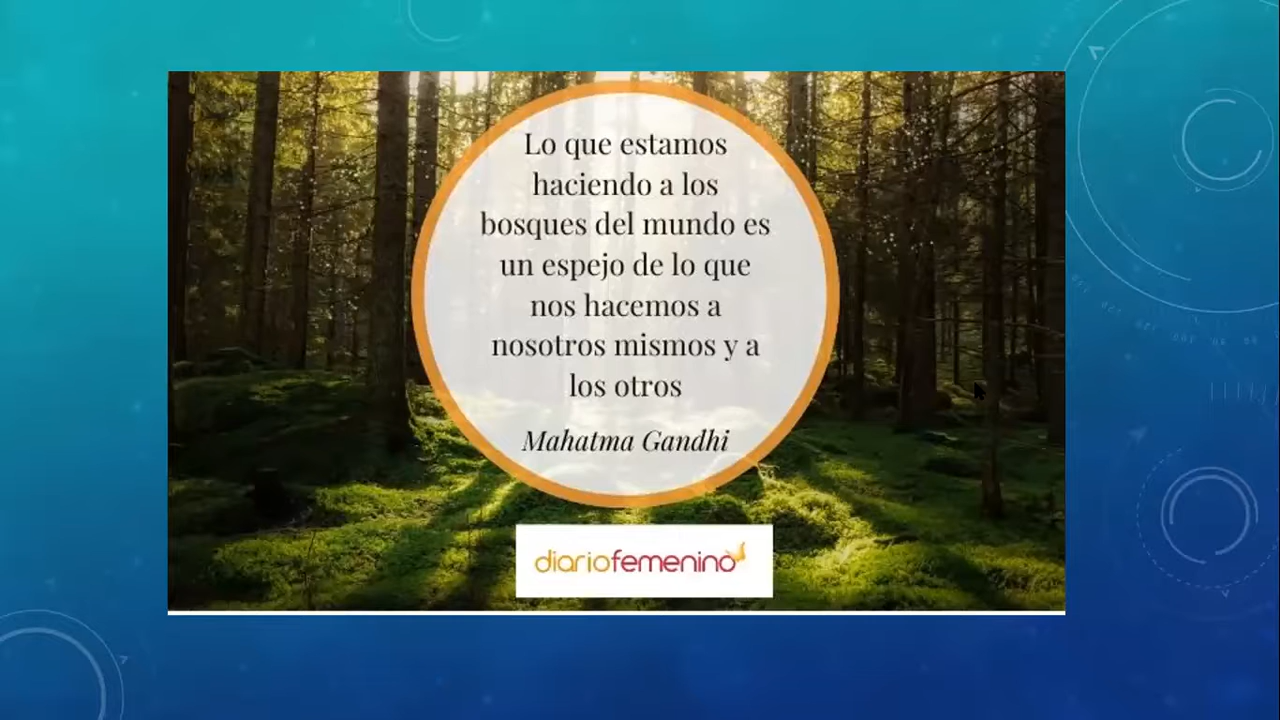 Lo que estamos
haciendo a los
bosques del mundo es
un espejo de lo que
nos hacemos a
nosotros mismos y a
los otros
Mahatma Gandhi
diariofemenino